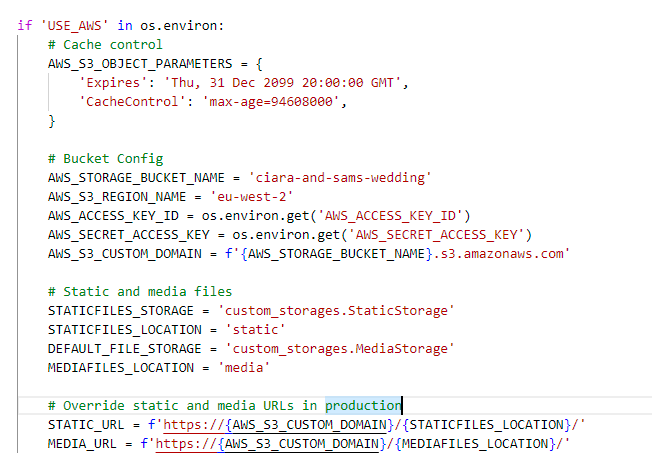 if 'USE_AWS' in os.environ:
# Cache control
AWS_S3_OBJECT_PARAMETERS = {
'Expires': 'Thu, 31 Dec 2099 20:00:00 GMT',
'CacheControl': 'max-age=94608000',
}
# Bucket Config
AWS_STORAGE_BUCKET_NAME = 'ciara-and-sams-wedding'
AWS_S3_REGION_NAME = 'eu-west-2'
AWS_ACCESS_KEY_ID = os.environ.get('AWS_ACCESS_KEY_ID')
AWS_SECRET_ACCESS_KEY = os.environ.get('AWS_SECRET_ACCESS_KEY')
AWS_S3_CUSTOM_DOMAIN = f'{AWS_STORAGE_BUCKET_NAME}.s3.amazonaws.com'
# Static and media files
STATICFILES_STORAGE = 'custom_storages.StaticStorage'
STATICFILES_LOCATION = 'static'
DEFAULT_FILE_STORAGE = 'custom_storages.MediaStorage'
MEDIAFILES_LOCATION = 'media'
# Override static and media URLs in production
STATIC_URL = f'https://{AWS_S3_CUSTOM_DOMAIN}/{STATICFILES_LOCATION}/'
MEDIA_URL = f'https://{AWS_S3_CUSTOM_DOMAIN}/{MEDIAFILES_LOCATION}/'